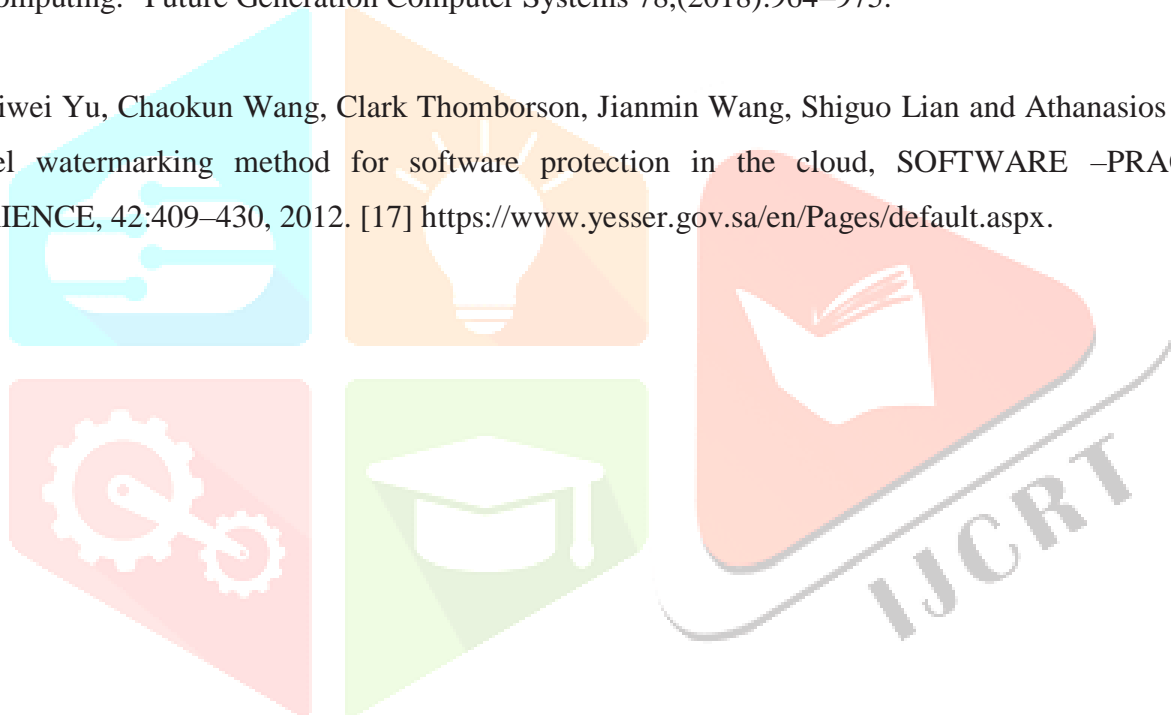 omputing." Future Generation Computer Systems 78,(2018):964–975.
iwei Yu, Chaokun Wang, Clark Thomborson, Jianmin Wang, Shiguo Lian and Athanasios
el watermarking method for software protection in the cloud, SOFTWARE –PRAC
RIENCE, 42:409–430, 2012. [17] https://www.yesser.gov.sa/en/Pages/default.aspx.
IJCRT